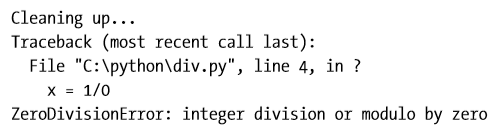 Cleaning up...
Traceback (most recent call last):
  File "C:\python\div.py", line 4, in ?
    x = 1/0
ZeroDivisionError: integer division or modulo by zero